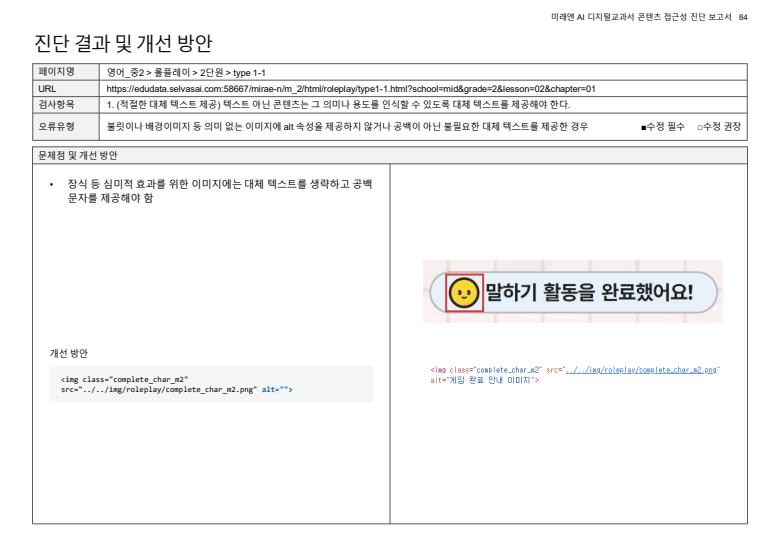 미래엔 AI 디지털교과서 콘텐츠 접근성 진단 보고서 84
진단 결과 및 개선 방안
페이지명 영어_중2 > 롤플레이 > 2단원 > type 1-1
URL https://edudata.selvasai.com:58667/mirae-n/m_2/html/roleplay/type1-1.html?school=mid&grade=2&lesson=02&chapter=01
검사항목 1. (적절한 대체 텍스트 제공) 텍스트 아닌 콘텐츠는 그 의미나 용도를 인식할 수 있도록 대체 텍스트를 제공해야 한다.
오류유형 불릿이나 배경이미지 등 의미 없는 이미지에 alt 속성을 제공하지 않거나 공백이 아닌 불필요한 대체 텍스트를 제공한 경우 ■수정 필수 □수정 권장
문제점 및 개선 방안
• 장식 등 심미적 효과를 위한 이미지에는 대체 텍스트를 생략하고 공백
문자를 제공해야 함
개선 방안
<img class="complete_char_m2"
src="../../img/roleplay/complete_char_m2.png" alt="">
말하기 활동을 완료했어요!
<img class="complete_char_m2" src="../../img/roleplay/complete_char_m2.png"
alt="게임 완료 안내 이미지">